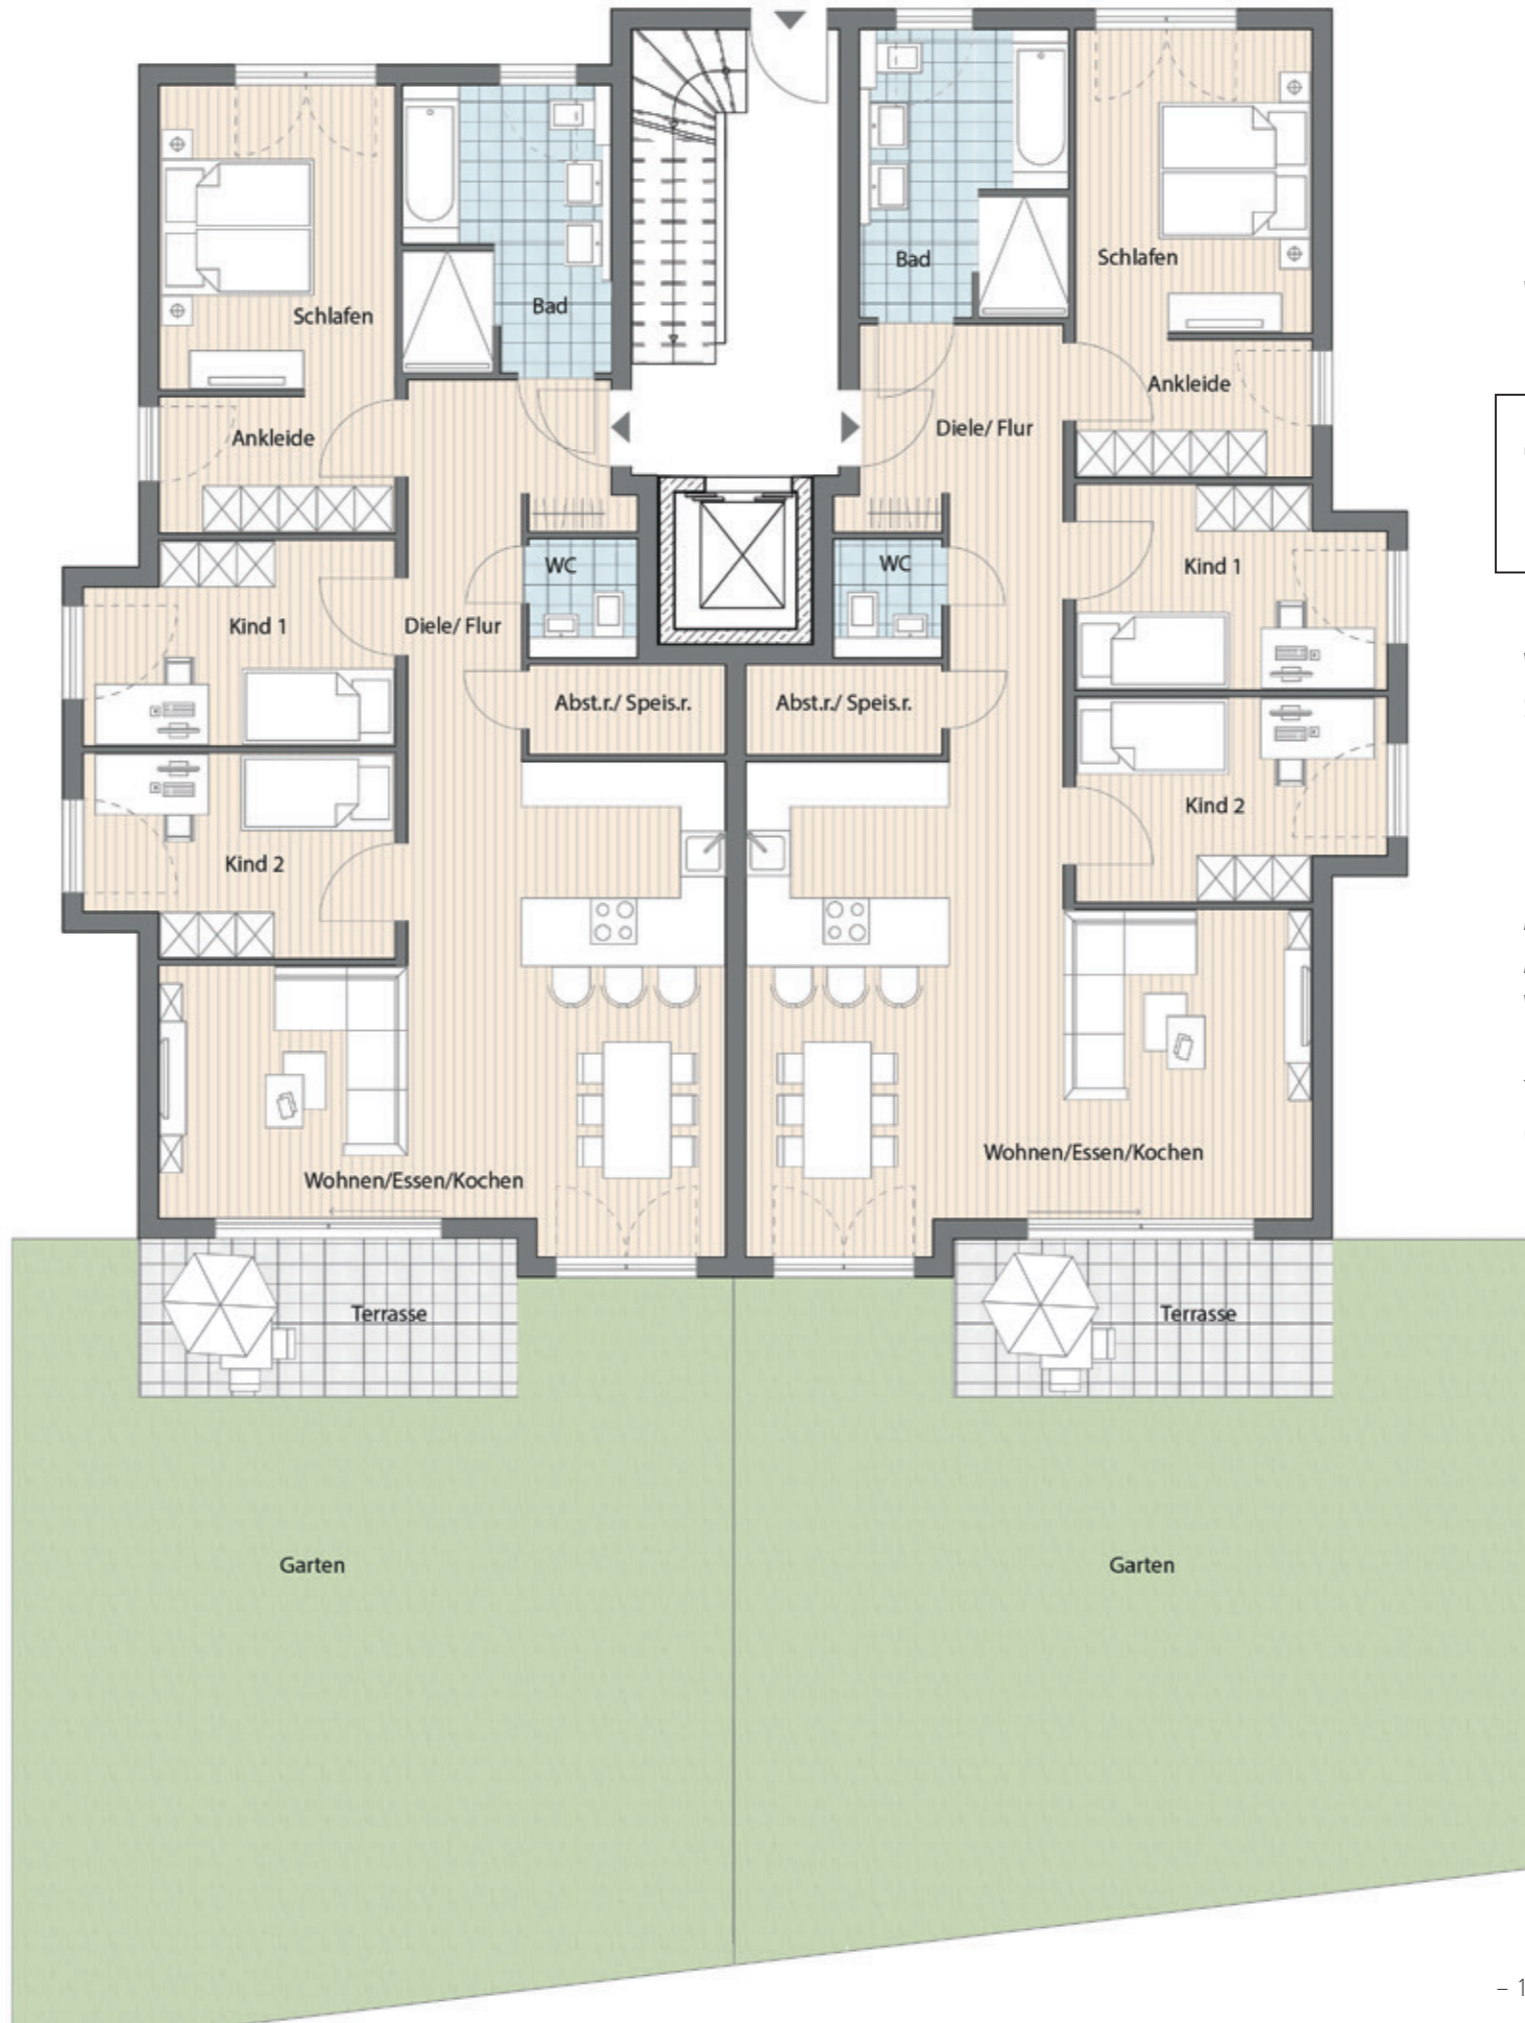 Bad
Schlafen
Schlafen
Bad
Ankleide
Diele/ Flur
Ankleide
WC
WC
Kind 1
Kind 1
Diele/ Flur
Abst.r./ Speis.r.
Abst.r./ Speis.r.
Kind 2
Kind 2
Wohnen/Essen/Kochen
Wohnen/Essen/Kochen
Terrasse
Terrasse
Garten
Garten
– 1